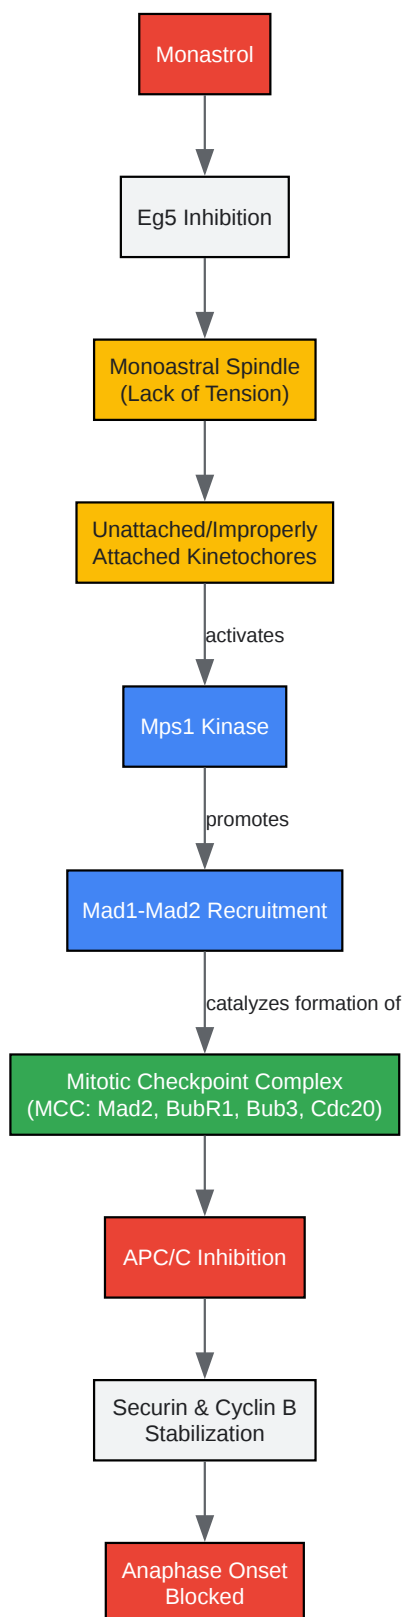 Monastrol
Eg5 Inhibition
Monoastral Spindle
(Lack of Tension)
Unattached/Improperly
Attached Kinetochores
activates
Mps1 Kinase
promotes
Mad1-Mad2 Recruitment
catalyzes formation of
Mitotic Checkpoint Complex
(MCC: Mad2, BubR1, Bub3, Cdc20)
APC/C Inhibition
Securin & Cyclin B
Stabilization
Anaphase Onset
Blocked